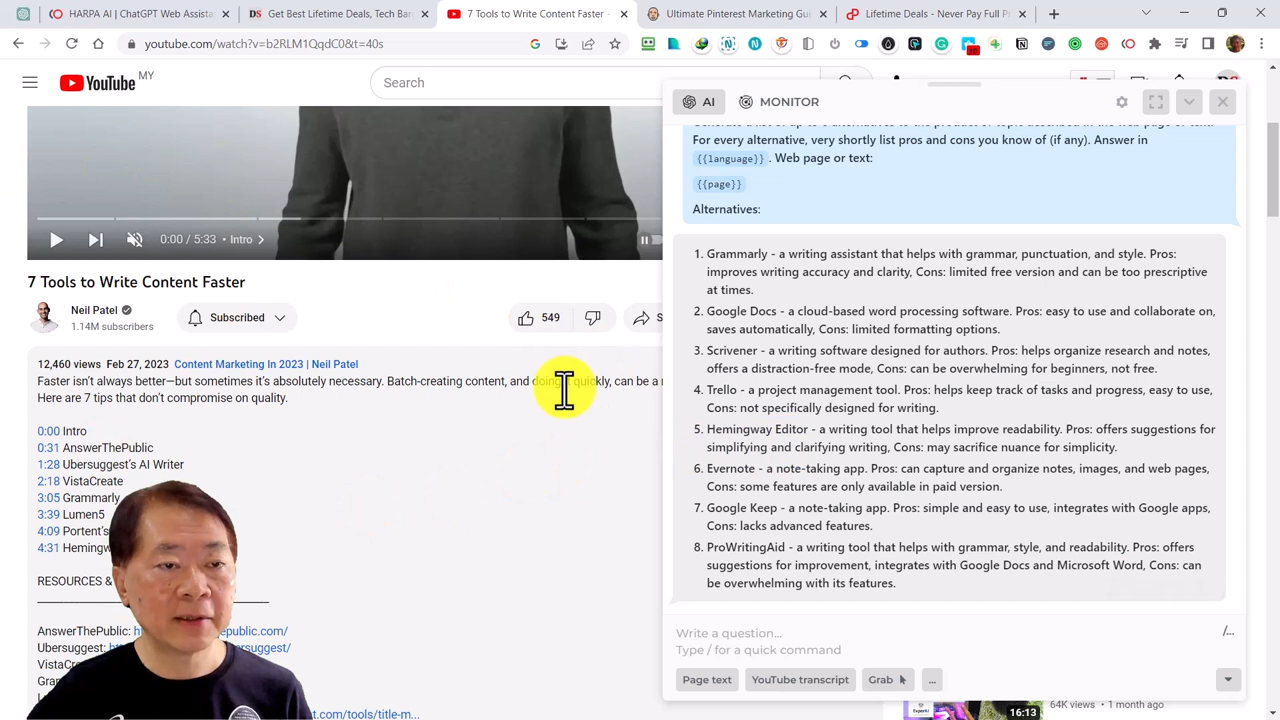 HARPA AI | ChatGPT Web Assista
Get Best Lifetime Deals, Tech Bar
7 Tools to Write Content Faster -
Ultimate Pinterest Marketing Gui
Lifetime Deals - Never Pay Full P
youtube.com/watch?v=b2RLM1QqdC0&t=40s
YouTube MY
Search
0:00 / 5:33 • Intro
7 Tools to Write Content Faster
Neil Patel
1.14M subscribers
Subscribed
549
S
12,460 views Feb 27, 2023 Content Marketing In 2023 | Neil Patel
Faster isn't always better—but sometimes it's absolutely necessary. Batch-creating content, and doing it quickly, can be a
Here are 7 tips that don't compromise on quality.
0:00 Intro
0:31 AnswerThePublic
1:28 Ubersuggest's AI Writer
2:18 VistaCreate
3:05 Grammarly
3:39 Lumen5
4:09 Portent's
4:31 Hemingw
RESOURCES &
AnswerThePublic: epublic.com/
Ubersuggest: bersuggest/
VistaCrea
Gra
nt.com/tools/title-m...
AI
MONITOR
For every alternative, very shortly list pros and cons you know of (if any). Answer in
{{language}}. Web page or text:
{{page}}
Alternatives:
1. Grammarly - a writing assistant that helps with grammar, punctuation, and style. Pros:
improves writing accuracy and clarity, Cons: limited free version and can be too prescriptive
at times.
2. Google Docs - a cloud-based word processing software. Pros: easy to use and collaborate on,
saves automatically, Cons: limited formatting options.
3. Scrivener - a writing software designed for authors. Pros: helps organize research and notes,
offers a distraction-free mode, Cons: can be overwhelming for beginners, not free.
4. Trello - a project management tool. Pros: helps keep track of tasks and progress, easy to use,
Cons: not specifically designed for writing.
5. Hemingway Editor - a writing tool that helps improve readability. Pros: offers suggestions for
simplifying and clarifying writing, Cons: may sacrifice nuance for simplicity.
6. Evernote - a note-taking app. Pros: can capture and organize notes, images, and web pages,
Cons: some features are only available in paid version.
7. Google Keep - a note-taking app. Pros: simple and easy to use, integrates with Google apps,
Cons: lacks advanced features.
8. ProWritingAid - a writing tool that helps with grammar, style, and readability. Pros: offers
suggestions for improvement, integrates with Google Docs and Microsoft Word, Cons: can
be overwhelming with its features.
Write a question...
Type / for a quick command
/...
Page text
YouTube transcript
Grab
...
16:13
64K views • 1 month ago